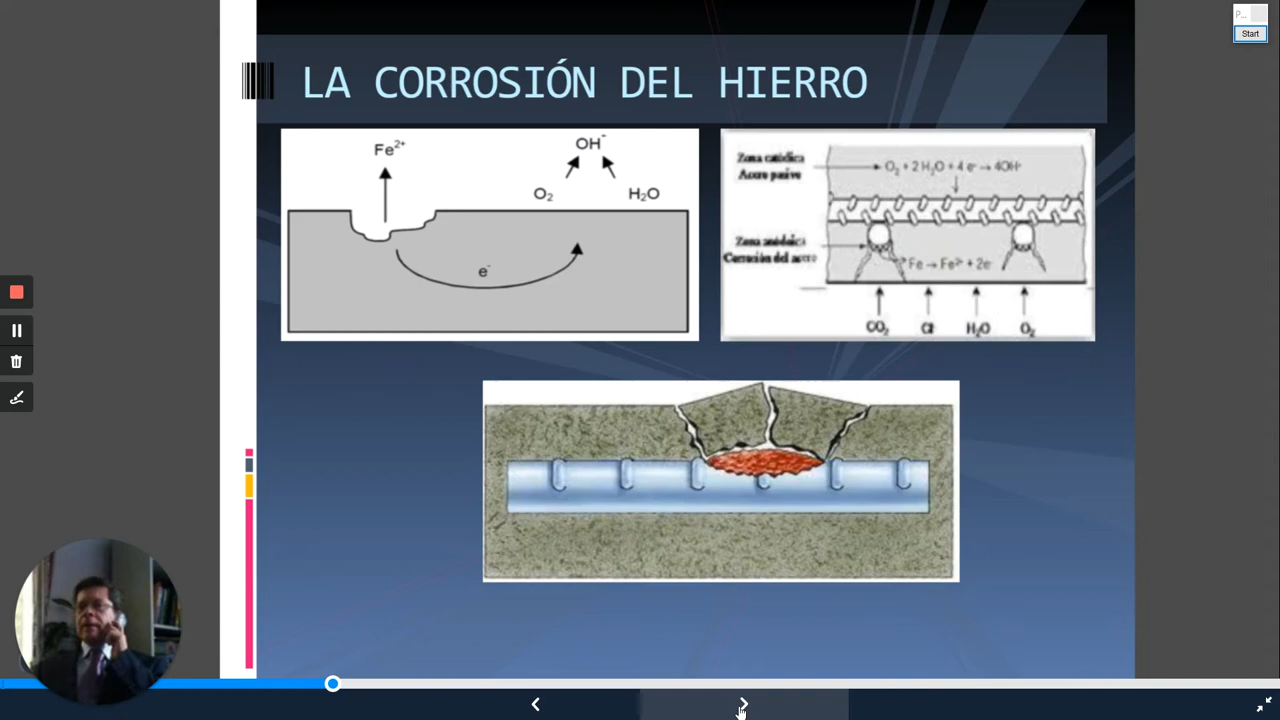 P...
Start
LA CORROSIÓN DEL HIERRO
Fe²⁺
OH⁻
O₂
H₂O
e⁻
Zona catódica
Acero pasivo
O₂ + 2 H₂O + 4 e⁻ → 4OH⁻
Zona anódica
Corrosión del acero
Fe → Fe²⁺ + 2e⁻
CO₂
Cl⁻
H₂O
O₂